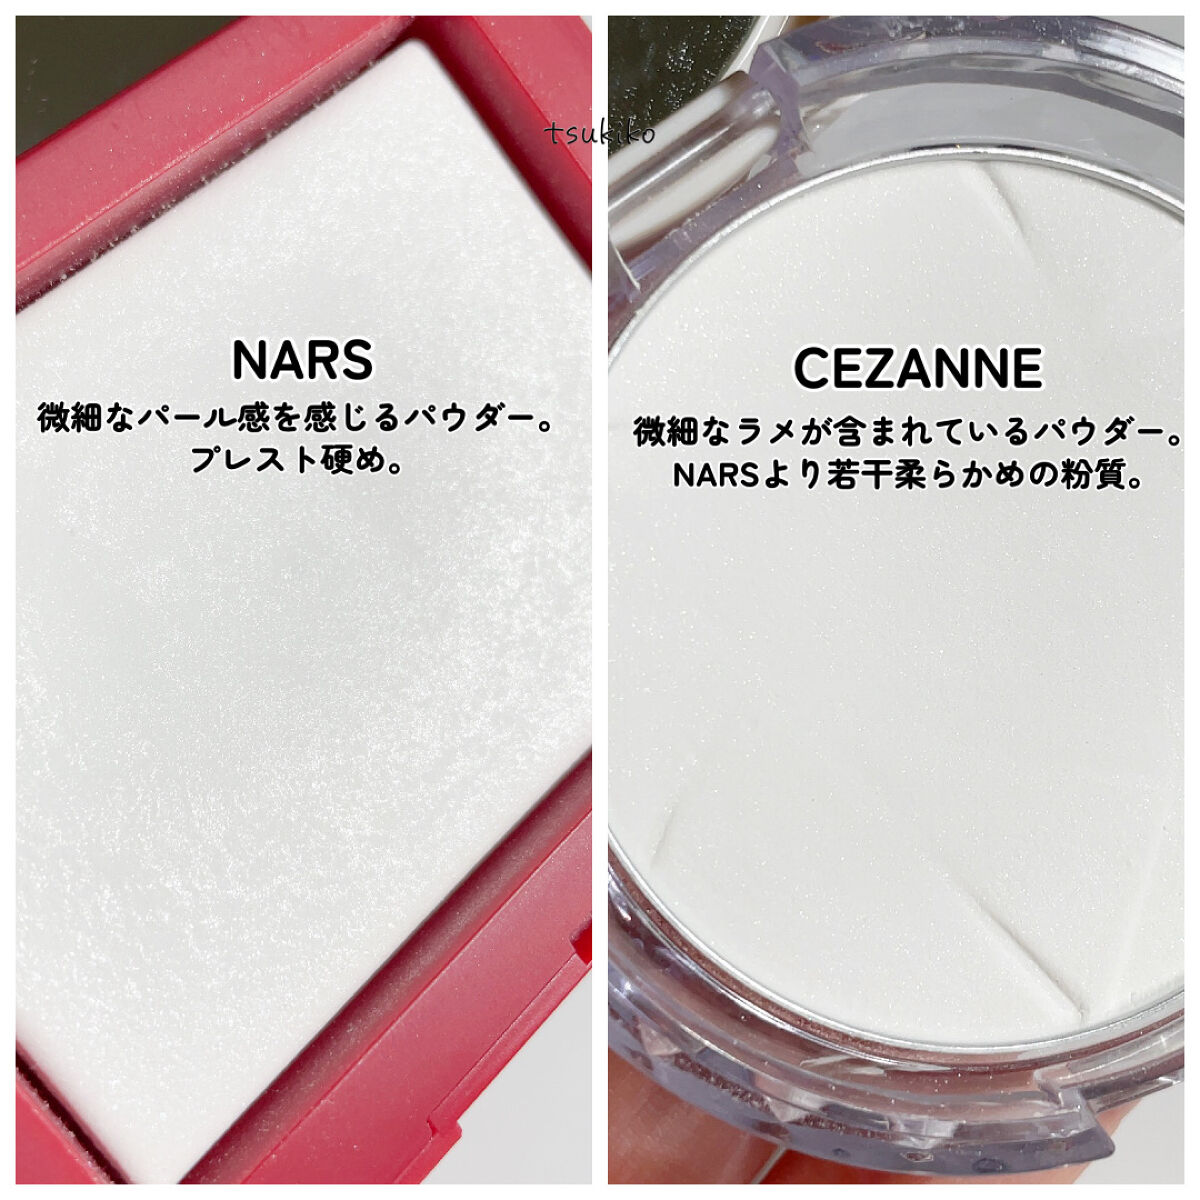 tsukiko
NARS
微細なパール感を感じるパウダー。
プレスト硬め。
CEZANNE
微細なラメが含まれているパウダー。
NARSより若干柔らかめの粉質。